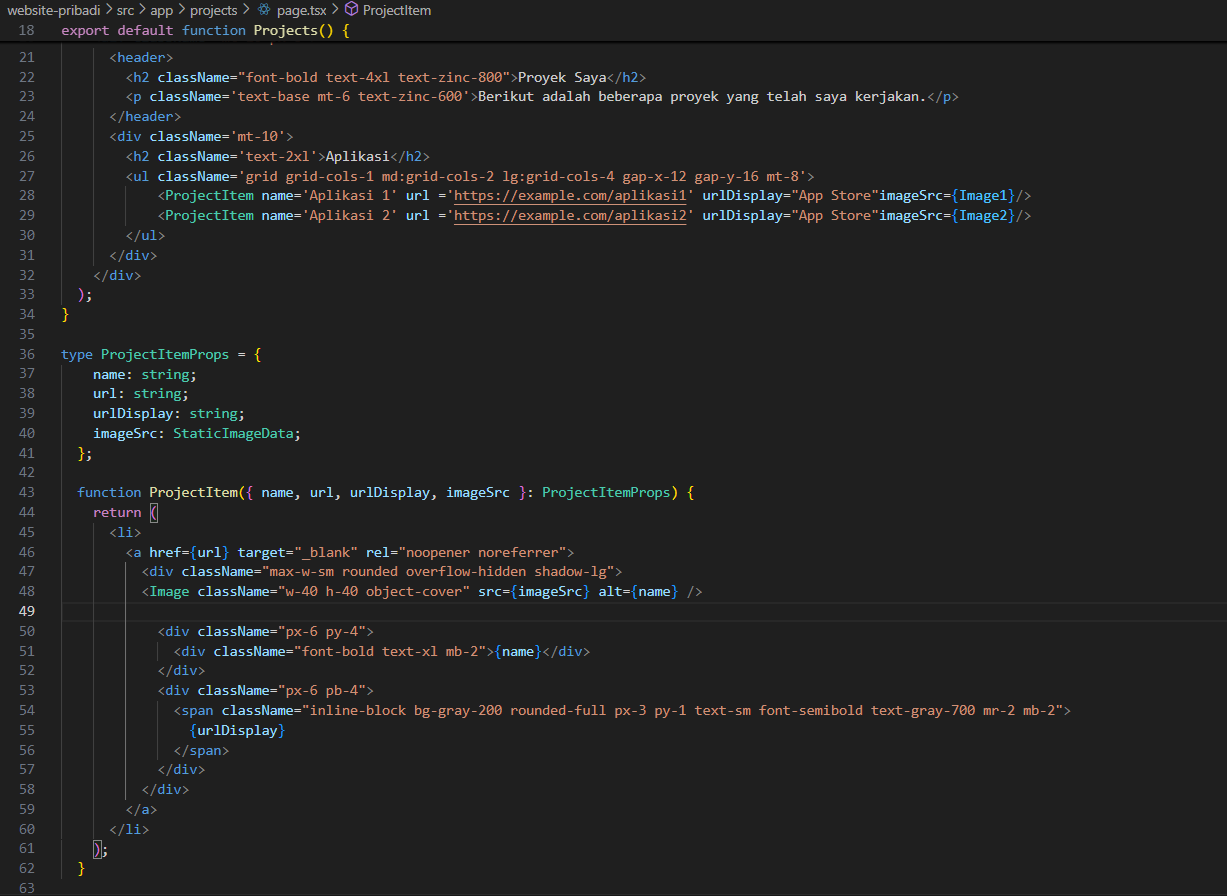 website-pribadi > src > app > projects > page.tsx > ProjectItem
18 export default function Projects() {
21 <header>
22 <h2 className="font-bold text-4xl text-zinc-800">Proyek Saya</h2>
23 <p className='text-base mt-6 text-zinc-600'>Berikut adalah beberapa proyek yang telah saya kerjakan.</p>
24 </header>
25 <div className='mt-10'>
26 <h2 className='text-2xl'>Aplikasi</h2>
27 <ul className='grid grid-cols-1 md:grid-cols-2 lg:grid-cols-4 gap-x-12 gap-y-16 mt-8'>
28 <ProjectItem name='Aplikasi 1' url ='https://example.com/aplikasi1' urlDisplay="App Store"imageSrc={Image1}/>
29 <ProjectItem name='Aplikasi 2' url ='https://example.com/aplikasi2' urlDisplay="App Store"imageSrc={Image2}/>
30 </ul>
31 </div>
32 </div>
33 );
34 }
35
36 type ProjectItemProps = {
37 name: string;
38 url: string;
39 urlDisplay: string;
40 imageSrc: StaticImageData;
41 };
42
43 function ProjectItem({ name, url, urlDisplay, imageSrc }: ProjectItemProps) {
44 return (
45 <li>
46 <a href={url} target="_blank" rel="noopener noreferrer">
47 <div className="max-w-sm rounded overflow-hidden shadow-lg">
48 <Image className="w-40 h-40 object-cover" src={imageSrc} alt={name} />
49
50 <div className="px-6 py-4">
51 <div className="font-bold text-xl mb-2">{name}</div>
52 </div>
53 <div className="px-6 pb-4">
54 <span className="inline-block bg-gray-200 rounded-full px-3 py-1 text-sm font-semibold text-gray-700 mr-2 mb-2">
55 {urlDisplay}
56 </span>
57 </div>
58 </div>
59 </a>
60 </li>
61 );
62 }
63